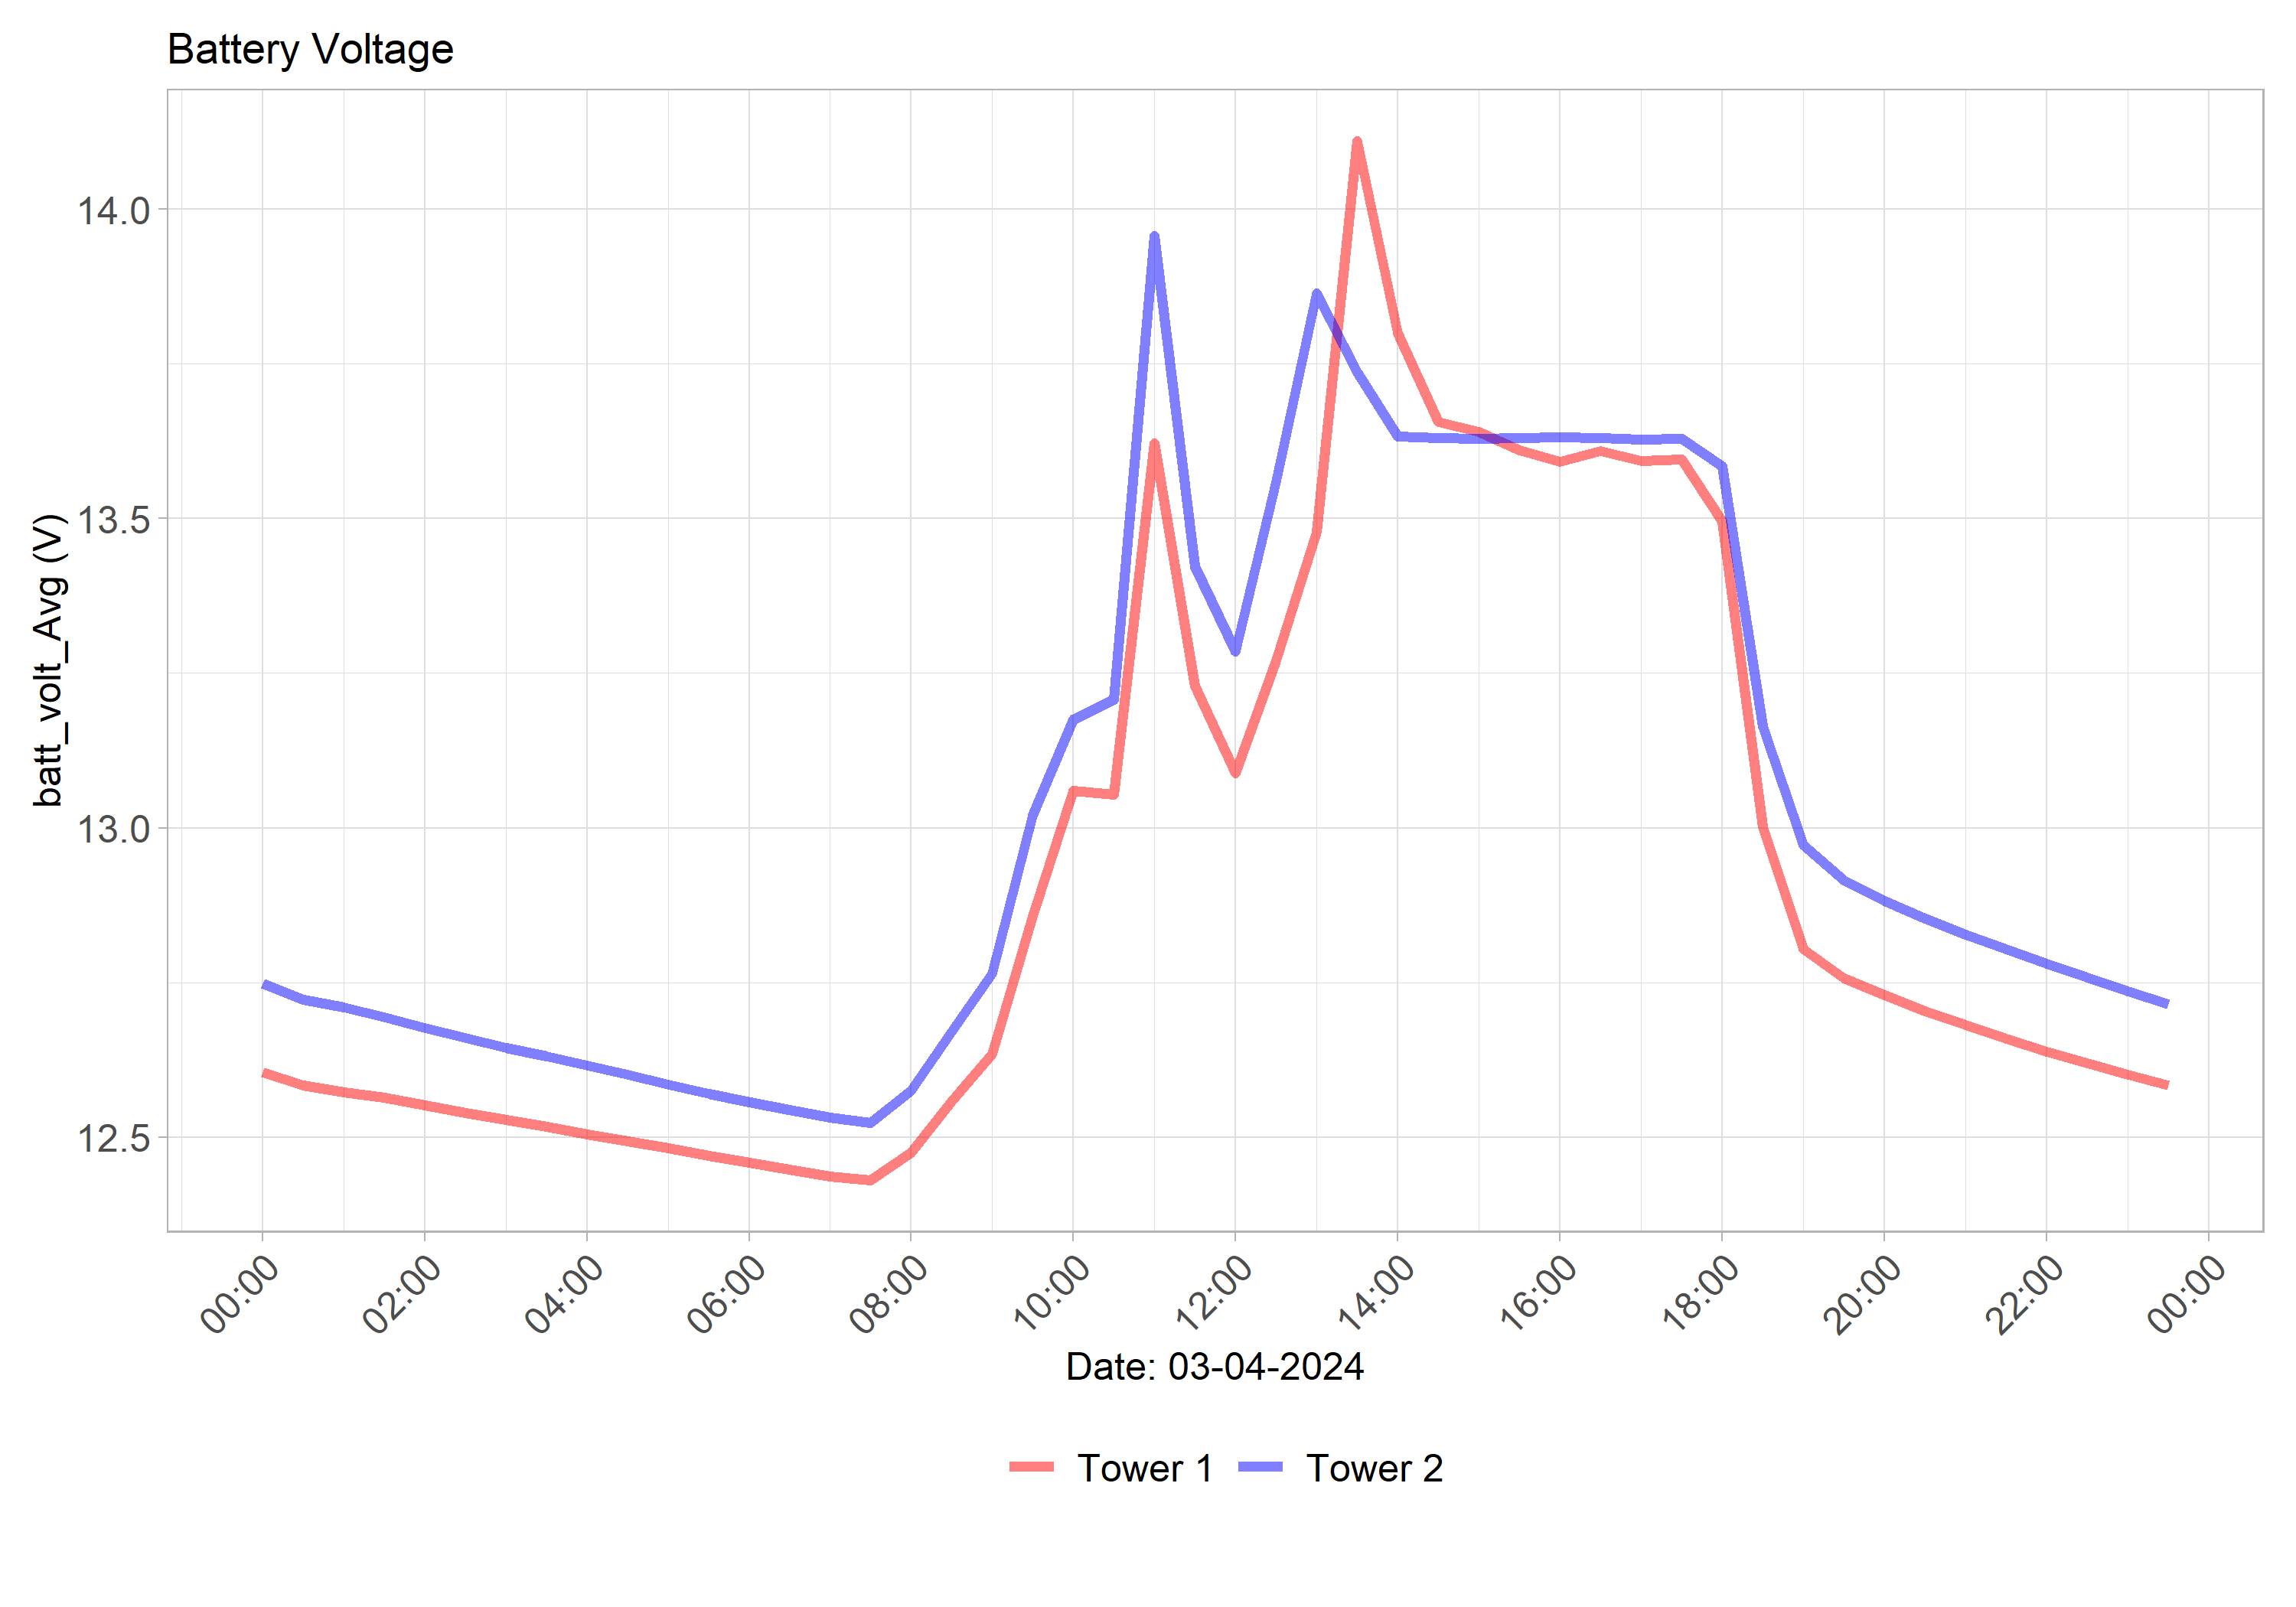 Battery Voltage
batt_volt_Avg (V)
14.0
13.5
13.0
12.5
00:00 02:00 04:00 06:00 08:00 10:00 12:00 14:00 16:00 18:00 20:00 22:00 00:00
Date: 03-04-2024
Tower 1 Tower 2